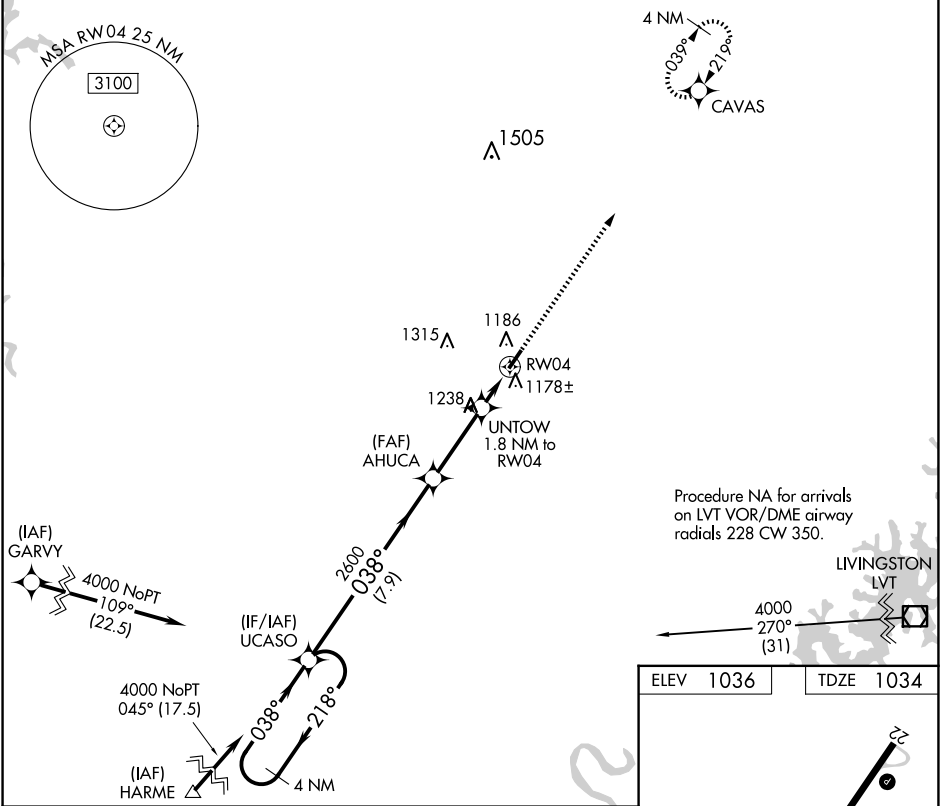 MSA RW04 25 NM
3100
4 NM
039°
219°
CAVAS
1505
1315
1186
RW04
1178±
1238
UNTOW
1.8 NM to
RW04
(FAF)
AHUCA
Procedure NA for arrivals
on LVT VOR/DME airway
radials 228 CW 350.
LIVINGSTON
LVT
(IAF)
GARVY
4000 NoPT
109°
(22.5)
2600
038°
(7.9)
4000
270°
(31)
(IF/IAF)
UCASO
4000 NoPT
045° (17.5)
038°
218°
4 NM
(IAF)
HARME
ELEV 1036
TDZE 1034
22
P